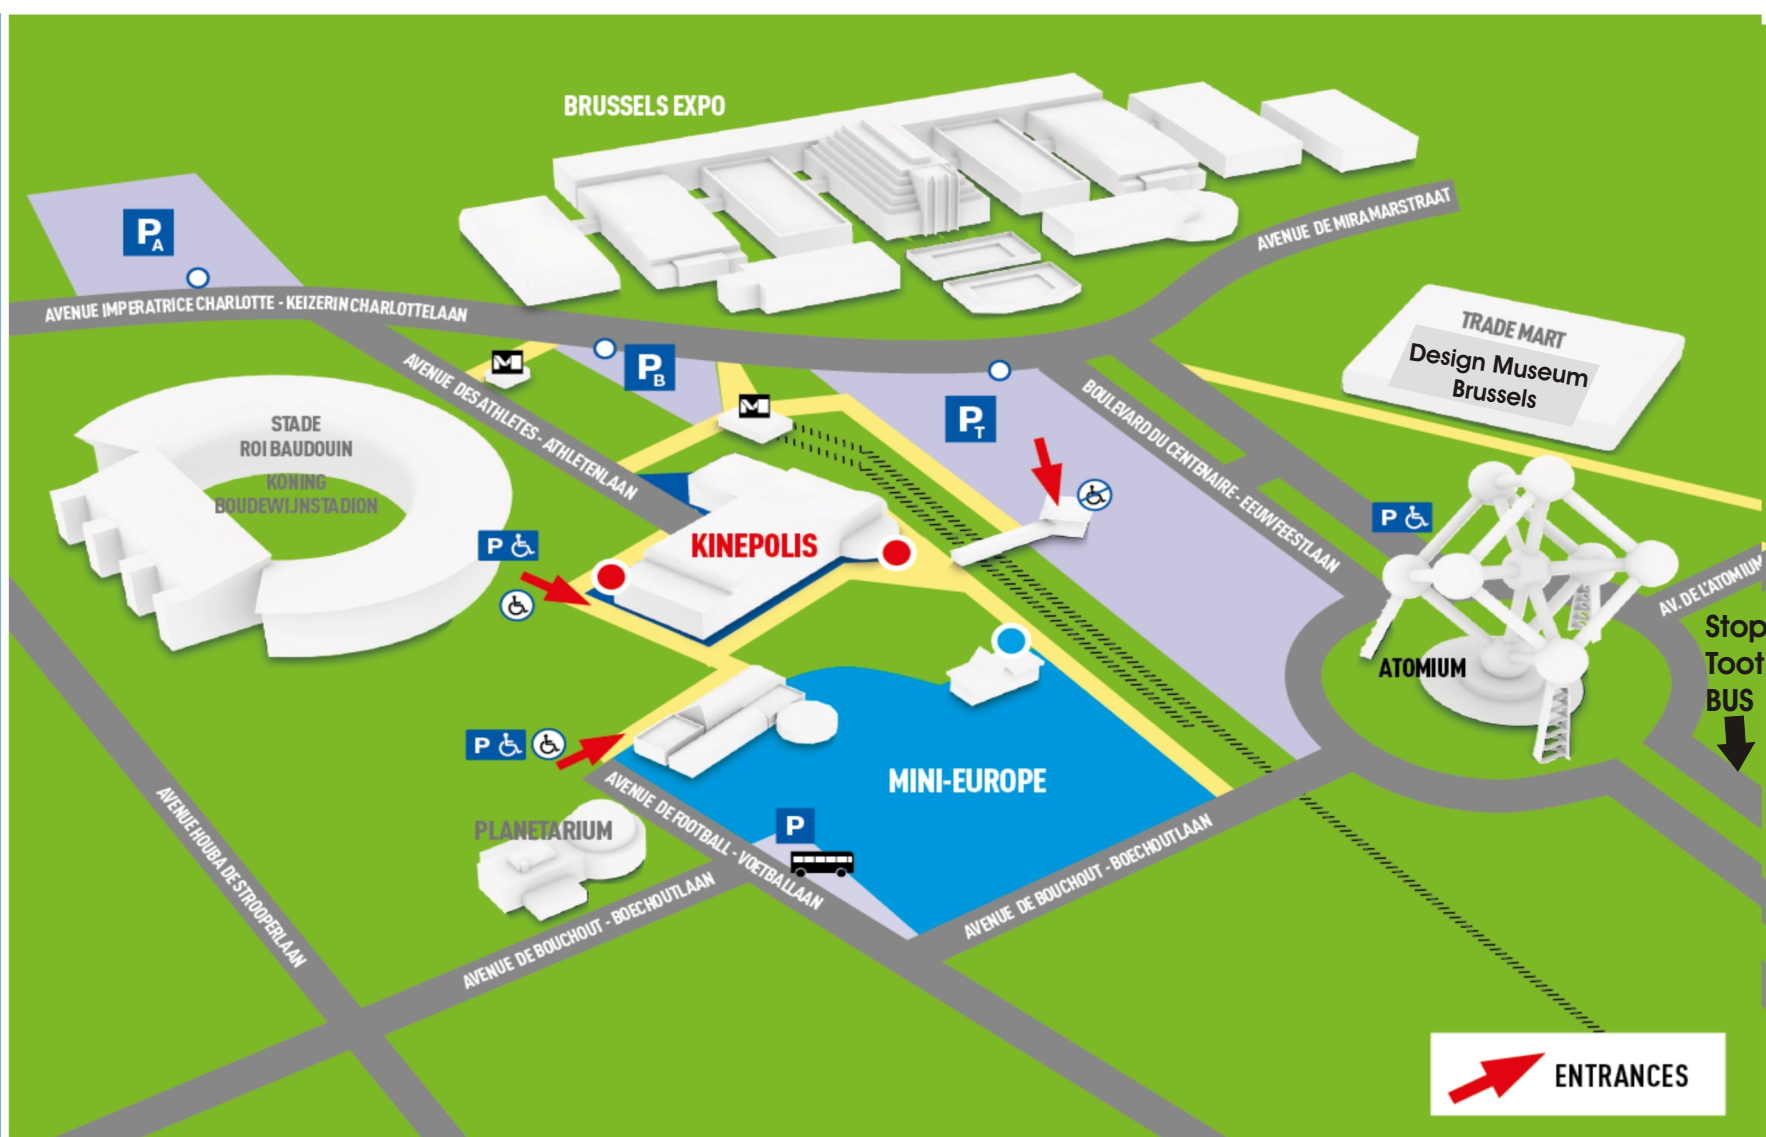 BRUSSELS EXPO
AVENUE DE MIRAMARSTRAAT
PA
AVENUE IMPERATRICE CHARLOTTE - KEIZERIN CHARLOTTELAAN
TRADE MART
Design Museum
Brussels
M
PB
AVENUE DES ATHLETES - ATHLETENLAAN
M
PT
BOULEVARD DU CENTENAIRE - EEUWFEESTLAAN
STADE
ROI BAUDOUIN
KONING
BOUDEWIJNSTADION
P
KINEPOLIS
P
AV. DE L'ATOMIUM
Stop
Toot
BUS
ATOMIUM
P
MINI-EUROPE
AVENUE DE FOOTBALL - VOETBALLAAN
P
PLANETARIUM
AVENUE HOUBA DE STROOPERLAAN
AVENUE DE BOUCHOUT - BOECHOUTLAAN
AVENUE DE BOUCHOUT - BOECHOUTLAAN
ENTRANCES